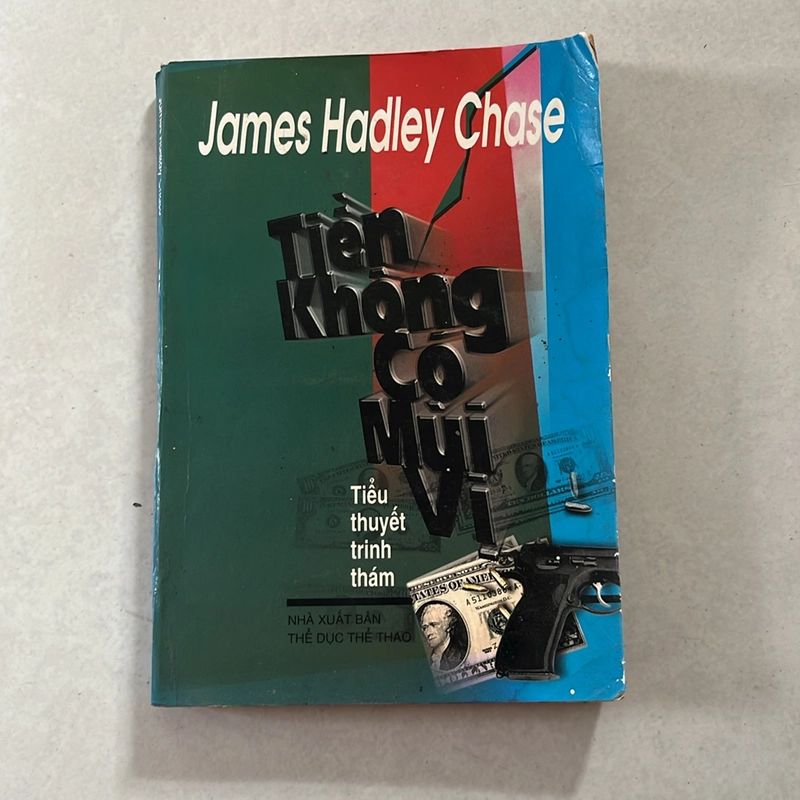 James Hadley Chase
Tiền
Không
Có
Mùi
Vị
Tiểu
thuyết
trinh
thám
NHÀ XUẤT BẢN
THỂ DỤC THỂ THAO